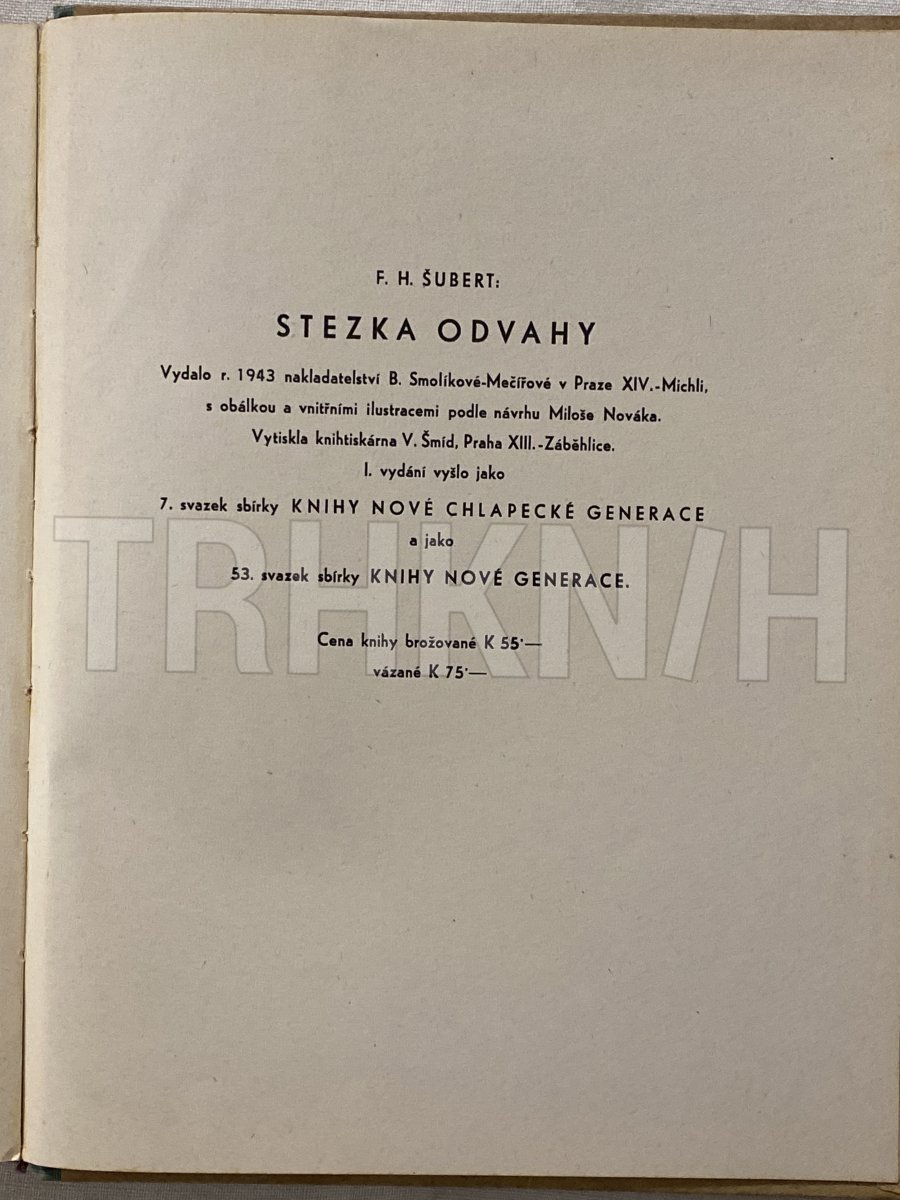 F. H. ŠUBERT:
STEZKA ODVAHY
Vydalo r. 1943 nakladatelství B. Smolíkové-Mečířové v Praze XIV.-Michli,
s obálkou a vnitřními ilustracemi podle návrhu Miloše Nováka.
Vytiskla knihtiskárna V. Šmíd, Praha XIII.-Záběhlice.
I. vydání vyšlo jako
7. svazek sbírky KNIHY NOVÉ CHLAPECKÉ GENERACE
a jako
53. svazek sbírky KNIHY NOVÉ GENERACE.
Cena knihy brožované K 55·—
vázané K 75·—
TRHKN/H